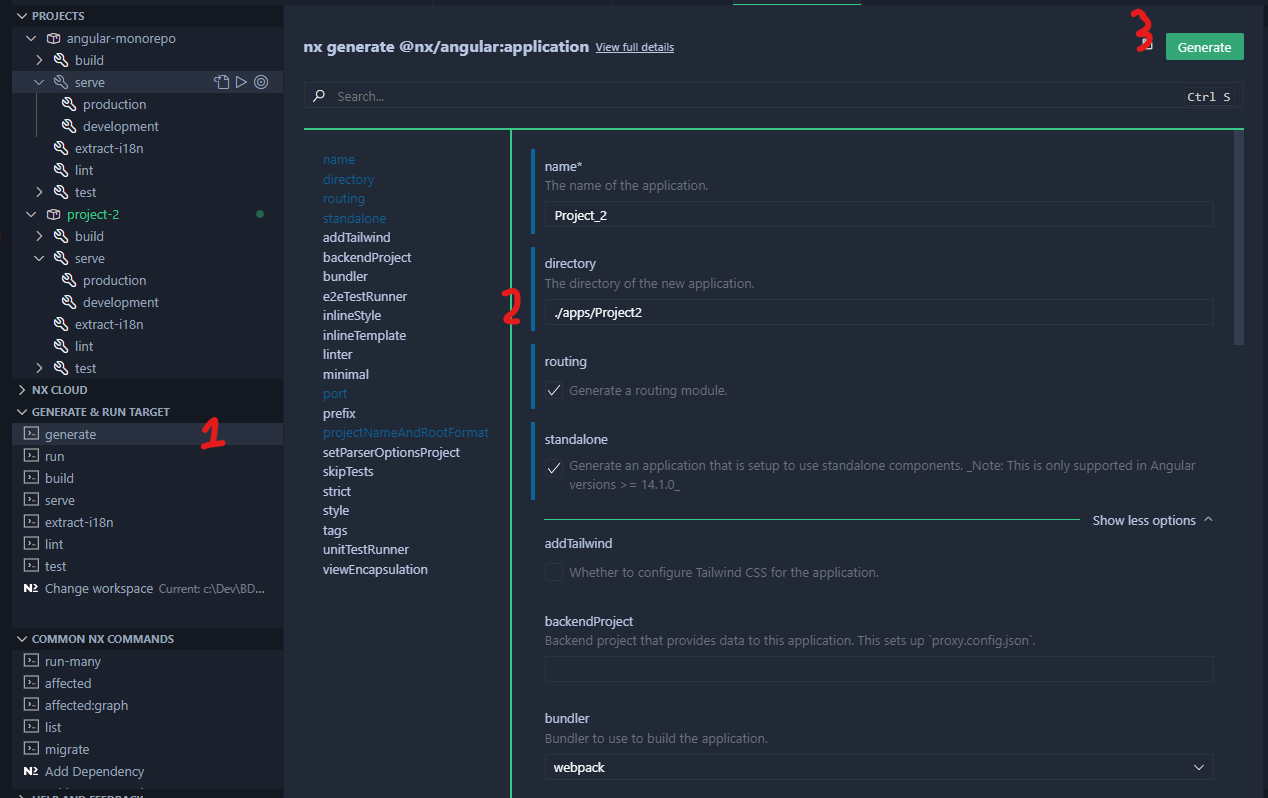 PROJECTS
angular-monorepo
build
serve
production
development
extract-i18n
lint
test
project-2
build
serve
production
development
extract-i18n
lint
test
NX CLOUD
GENERATE & RUN TARGET
generate
1
run
build
serve
extract-i18n
lint
test
Change workspace Current: c:\Dev\BD...
COMMON NX COMMANDS
run-many
affected
affected:graph
list
migrate
Add Dependency
HELP AND FEEDBACK
nx generate @nx/angular:application View full details
3
Generate
Search...
Ctrl S
name
directory
routing
standalone
addTailwind
backendProject
bundler
e2eTestRunner
inlineStyle
inlineTemplate
linter
minimal
port
prefix
projectNameAndRootFormat
setParserOptionsProject
skipTests
strict
style
tags
unitTestRunner
viewEncapsulation
name*
The name of the application.
Project_2
directory
The directory of the new application.
2
./apps/Project2
routing
Generate a routing module.
standalone
Generate an application that is setup to use standalone components. _Note: This is only supported in Angular
versions >= 14.1.0_
Show less options
addTailwind
Whether to configure Tailwind CSS for the application.
backendProject
Backend project that provides data to this application. This sets up `proxy.config.json`.
bundler
Bundler to use to build the application.
webpack